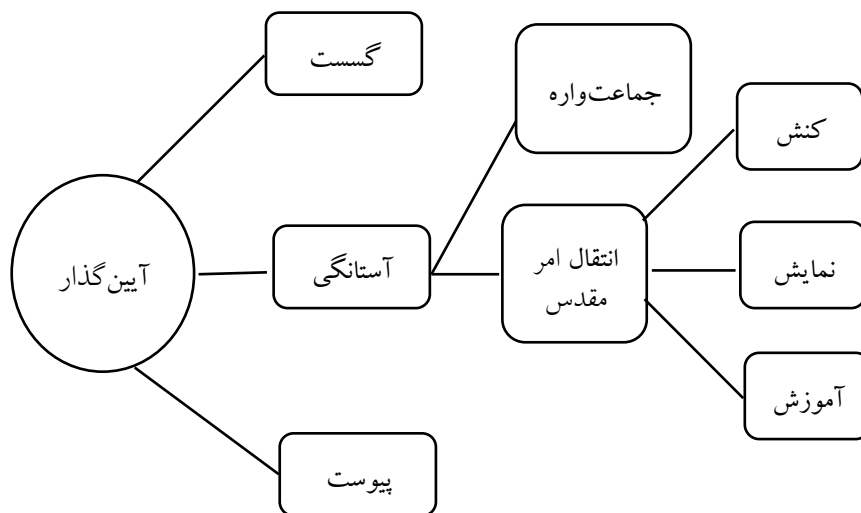 گسست
جماعت‌واره
کنش
آیین‌گذار
آستانگی
انتقال امر
مقدس
نمایش
آموزش
پیوست